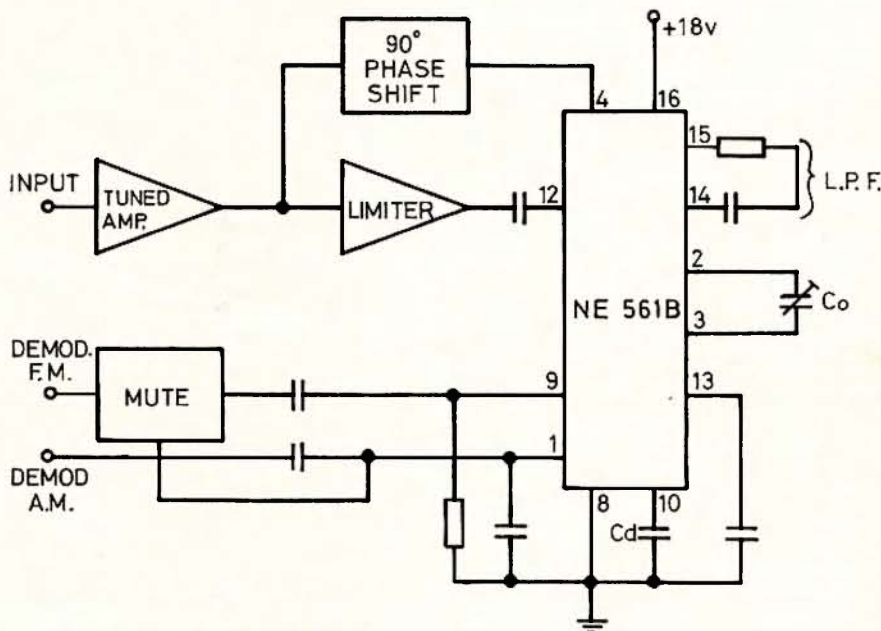 +18v
90°
PHASE
SHIFT
4
16
15
INPUT
TUNED
AMP.
LIMITER
12
14
L.P.F.
2
NE 561B
Co
3
DEMOD.
F.M.
MUTE
9
13
1
DEMOD
A.M.
8
10
Cd